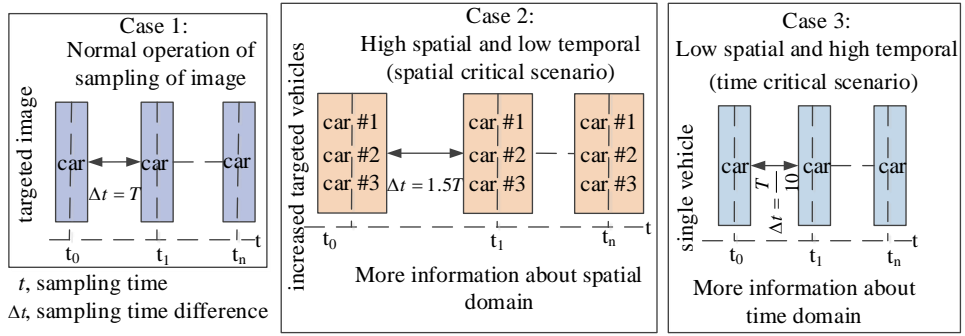 Case 1:
Normal operation of
sampling of image
targeted image
car
car
car
Δt = T
t
t0
t1
tn
t, sampling time
Δt, sampling time difference
Case 2:
High spatial and low temporal
(spatial critical scenario)
increased targeted vehicles
car #1
car #2
car #3
car #1
car #2
car #3
car #1
car #2
car #3
Δt = 1.5T
t
t0
t1
tn
More information about spatial
domain
Case 3:
Low spatial and high temporal
(time critical scenario)
single vehicle
car
car
car
Δt = T/10
t
t0
t1
tn
More information about
time domain